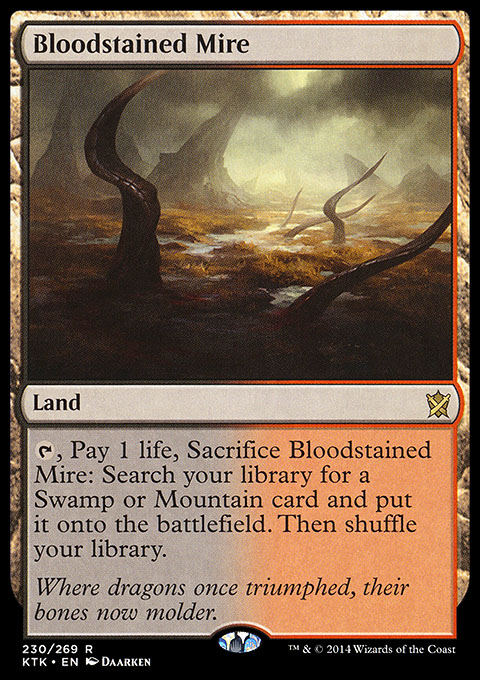 Bloodstained Mire
Land
, Pay 1 life, Sacrifice Bloodstained
Mire: Search your library for a
Swamp or Mountain card and put
it onto the battlefield. Then shuffle
your library.
Where dragons once triumphed, their
bones now molder.
230/269 R
KTK • EN Daarken
™ & © 2014 Wizards of the Coast